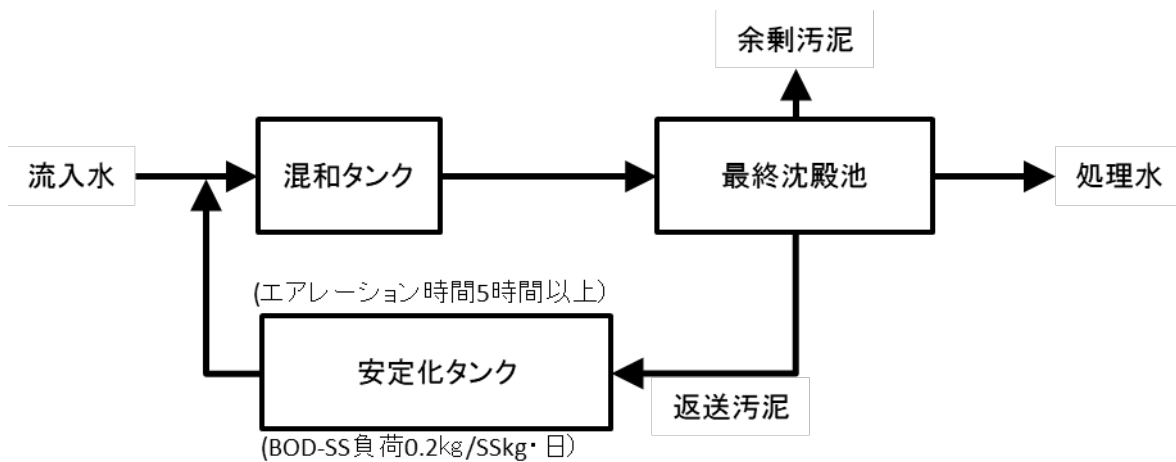 余剰汚泥
流入水
混和タンク
最終沈殿池
処理水
(エアレーション時間5時間以上)
安定化タンク
返送汚泥
(BOD-SS負荷0.2kg/SSkg・日)